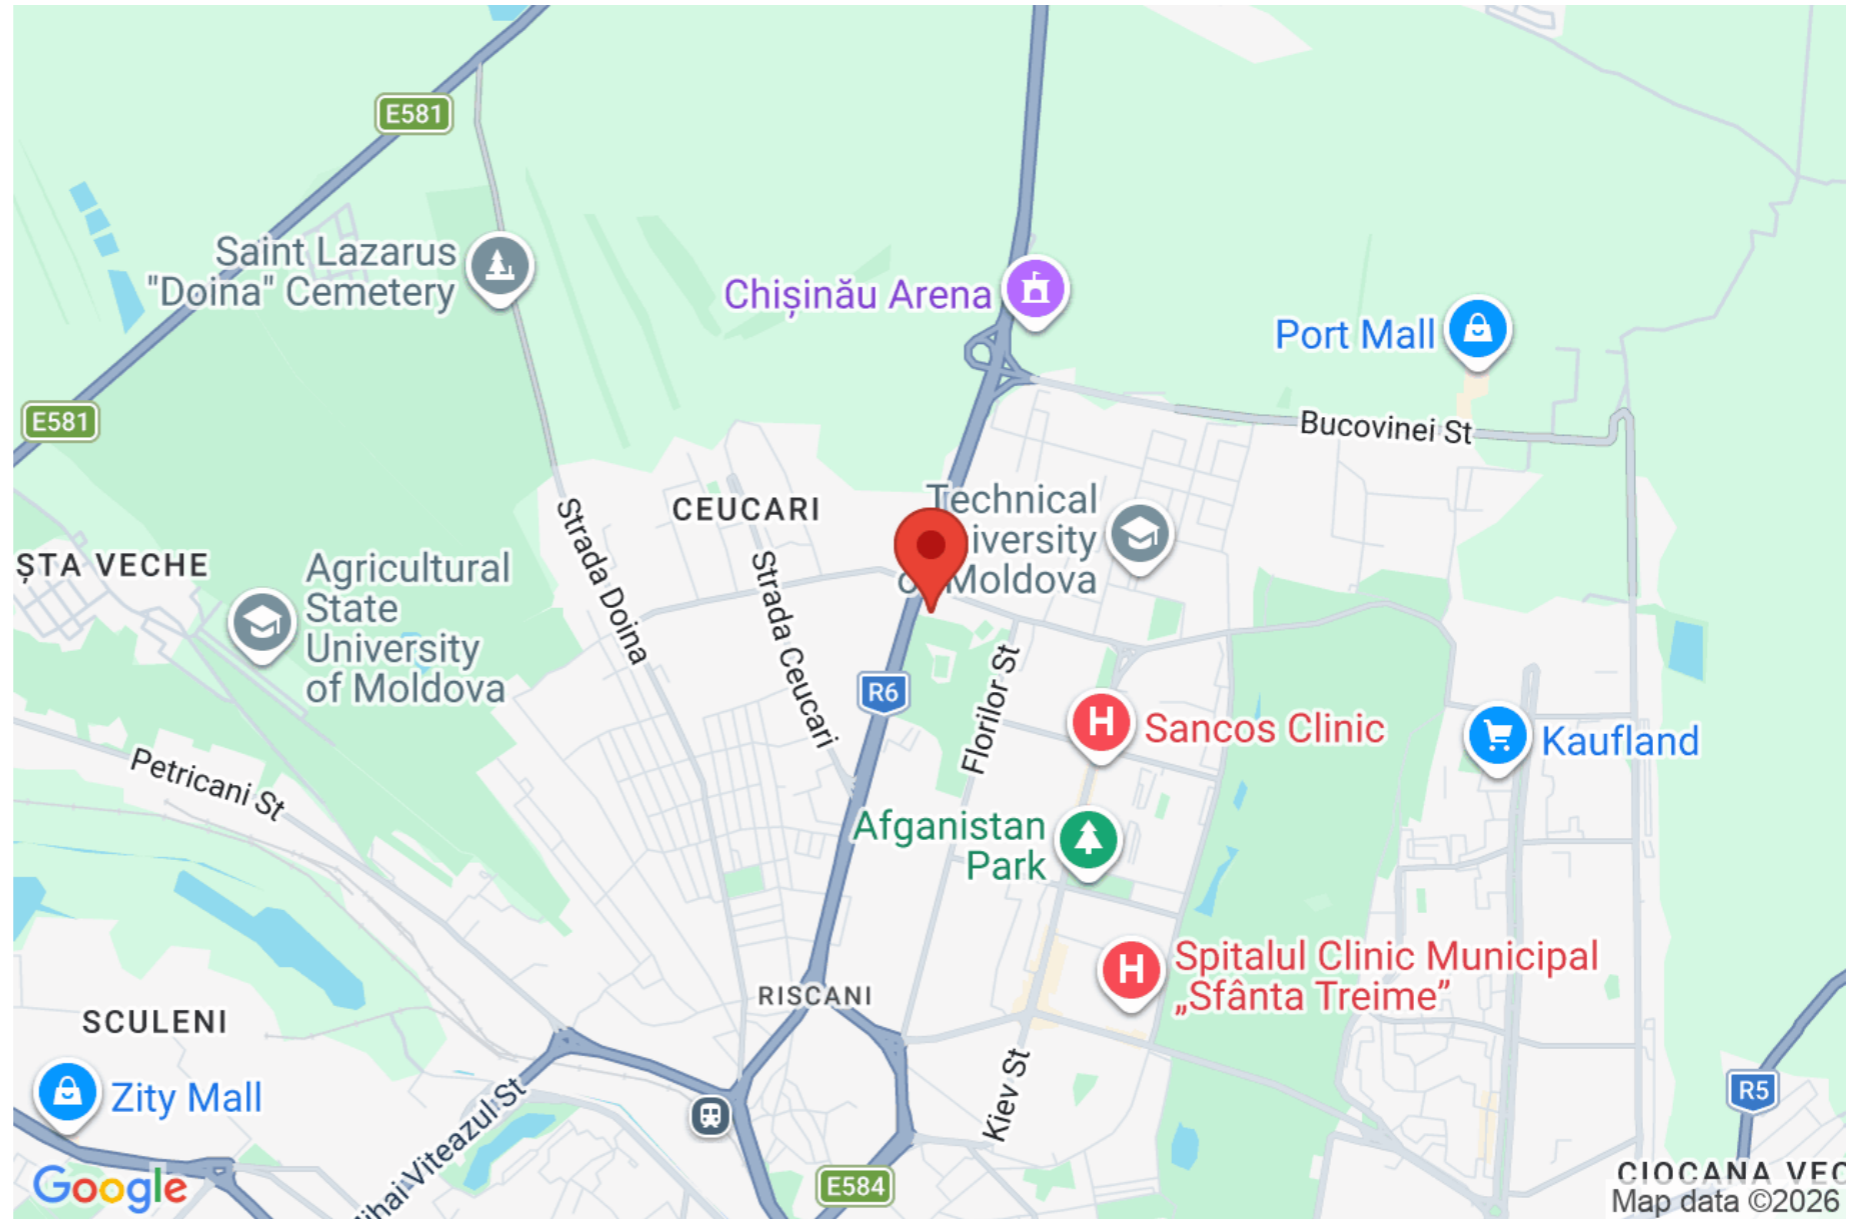 E581
Saint Lazarus
"Doina" Cemetery
Chișinău Arena
Port Mall
E581
Bucovinei St
CEUCARI
Technical
of Moldova
Strada Doina
Strada Ceucari
ȘTA VECHE
Agricultural
State
University
of Moldova
R6
Florilor St
Sancos Clinic
Kaufland
Petricani St
Afganistan
Park
Spitalul Clinic Municipal
„Sfânta Treime”
RISCANI
SCULENI
Zity Mall
Mihai Viteazul St
Kiev St
R5
E584
CIOCANA VEC
Google
Map data ©2026